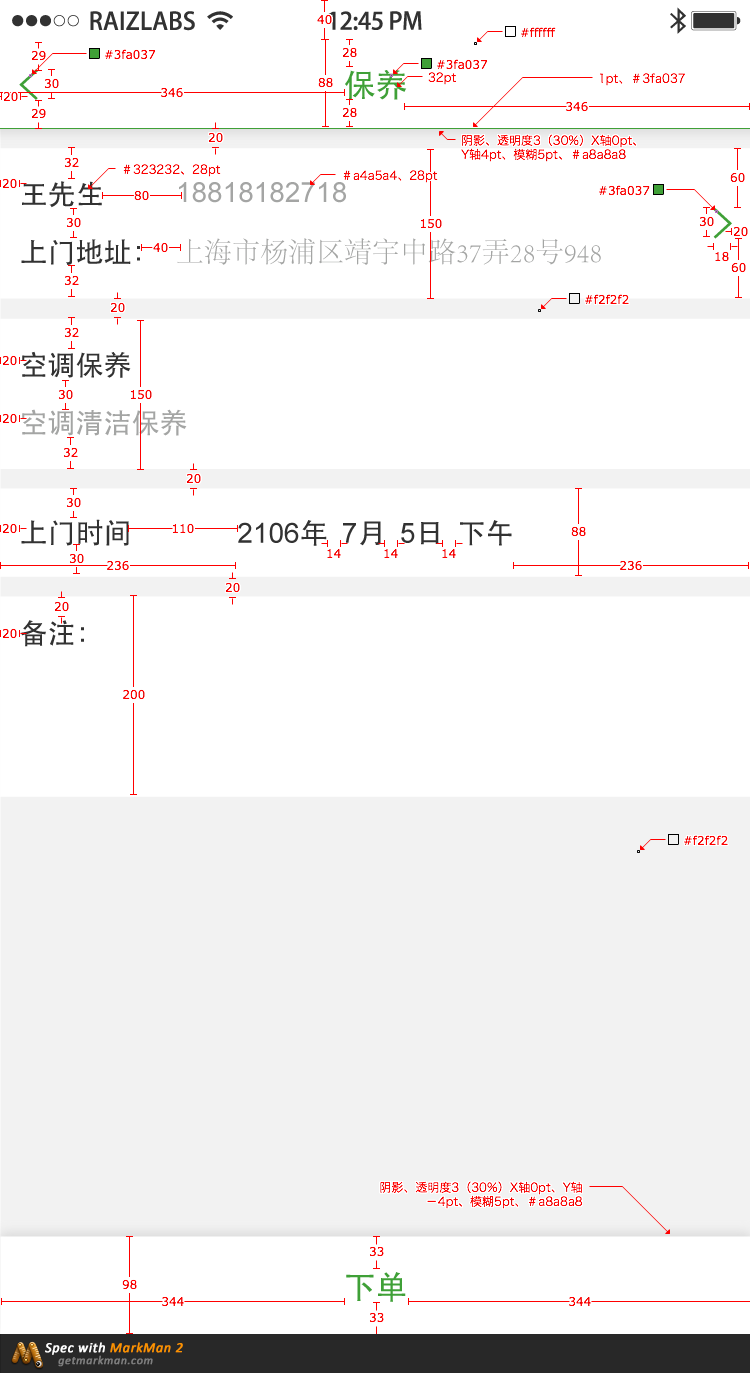 RAIZLABS 40 12:45 PM
#ffffff
29 #3fa037 28 #3fa037
30 88 保养 32pt 1pt、#3fa037
20 346 346
29 28
20 阴影、透明度3（30%）X轴0pt、
Y轴4pt、模糊5pt、#a8a8a8
32 #323232，28pt #a4a5a4、28pt 60
20 王先生 80 18818182718 #3fa037
30 150 30 20
上门地址： 40 上海市杨浦区靖宇中路37弄28号948
18 60
32
20 #f2f2f2
32
20 空调保养
30 150
20 空调清洁保养
32
20
30
20 上门时间 110 2106年 7月 5日 下午 88
14 14 14
30
236 236
20
20
20 备注：
200
#f2f2f2
阴影、透明度3（30%）X轴0pt、Y轴
－4pt、模糊5pt、#a8a8a8
33
98 下单
344 344
33
Spec with MarkMan 2
getmarkman.com